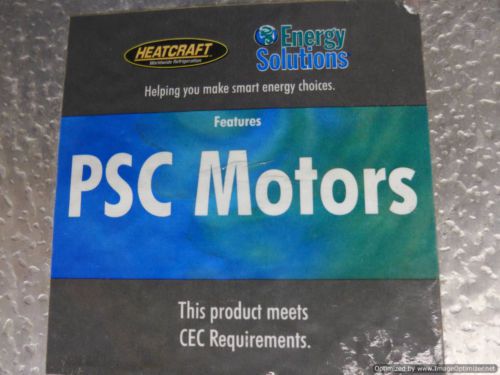 HEATCRAFT
Worldwide Refrigeration
Energy
Solutions
Helping you make smart energy choices.
Features
PSC Motors
This product meets
CEC Requirements.
Optimized by www.ImageOptimizer.net